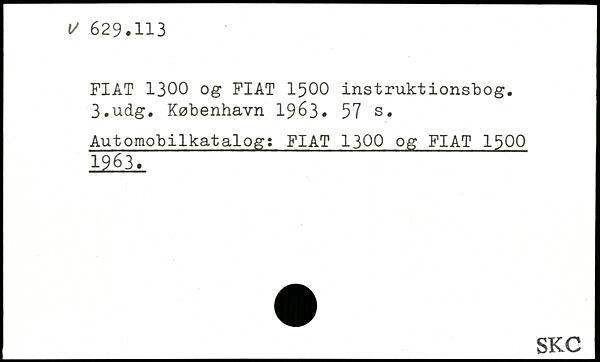 v 629.113
FIAT 1300 og FIAT 1500 instruktionsbog.
3.udg. København 1963. 57 s.
Automobilkatalog: FIAT 1300 og FIAT 1500
1963.
SKC